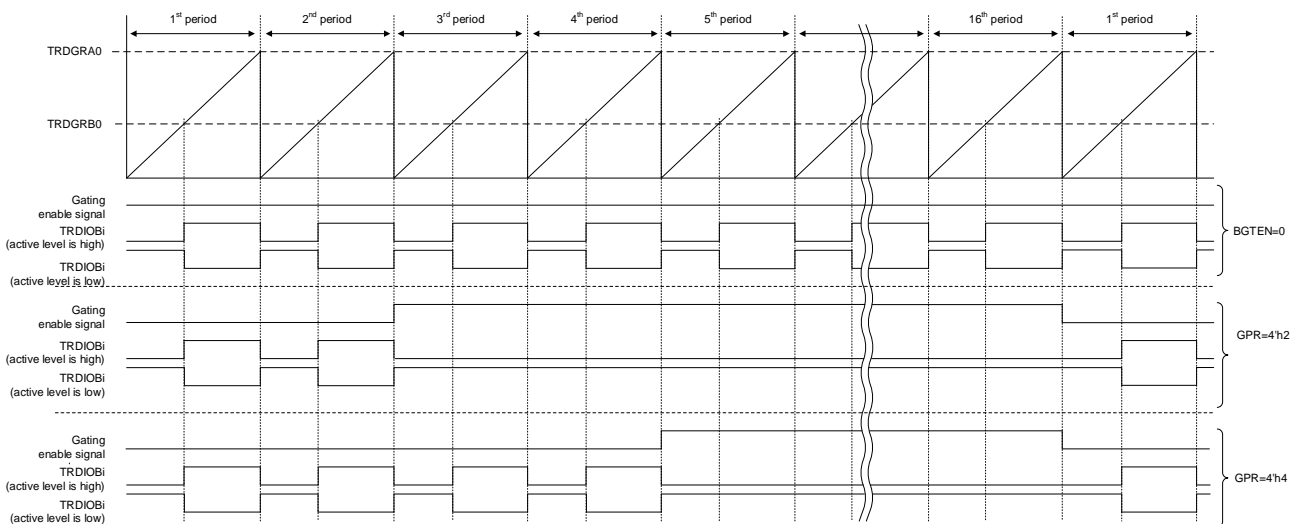 1st period
2nd period
3rd period
4th period
5th period
16th period
1st period
TRDGRA0
TRDGRB0
Gating
enable signal
TRDIOBi
(active level is high)
TRDIOBi
(active level is low)
BGTEN=0
Gating
enable signal
TRDIOBi
(active level is high)
TRDIOBi
(active level is low)
GPR=4'h2
Gating
enable signal
TRDIOBi
(active level is high)
TRDIOBi
(active level is low)
GPR=4'h4